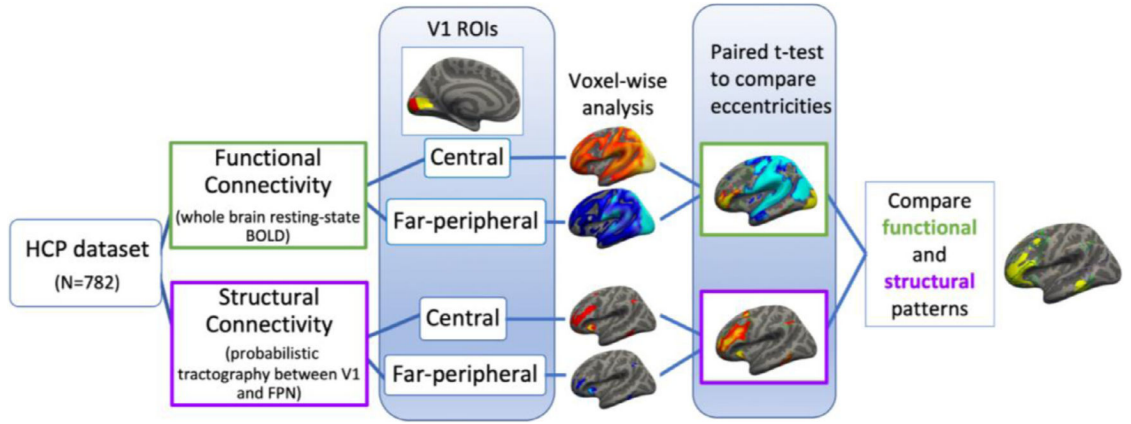 HCP dataset
(N=782)
Functional
Connectivity
(whole brain resting-state
BOLD)
Structural
Connectivity
(probabilistic
tractography between V1
and FPN)
V1 ROIs
Central
Far-peripheral
Central
Far-peripheral
Voxel-wise
analysis
Paired t-test
to compare
eccentricities
Compare
functional
and
structural
patterns